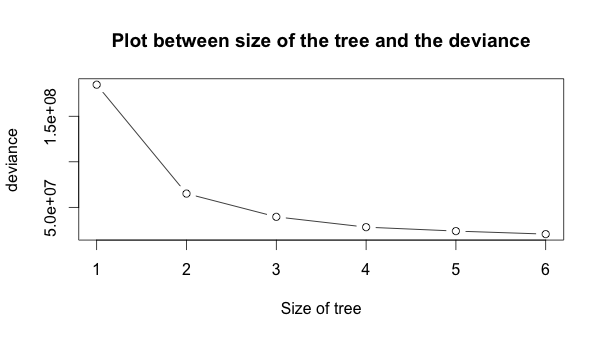 Plot between size of the tree and the deviance
deviance
1.5e+08
5.0e+07
1 2 3 4 5 6
Size of tree